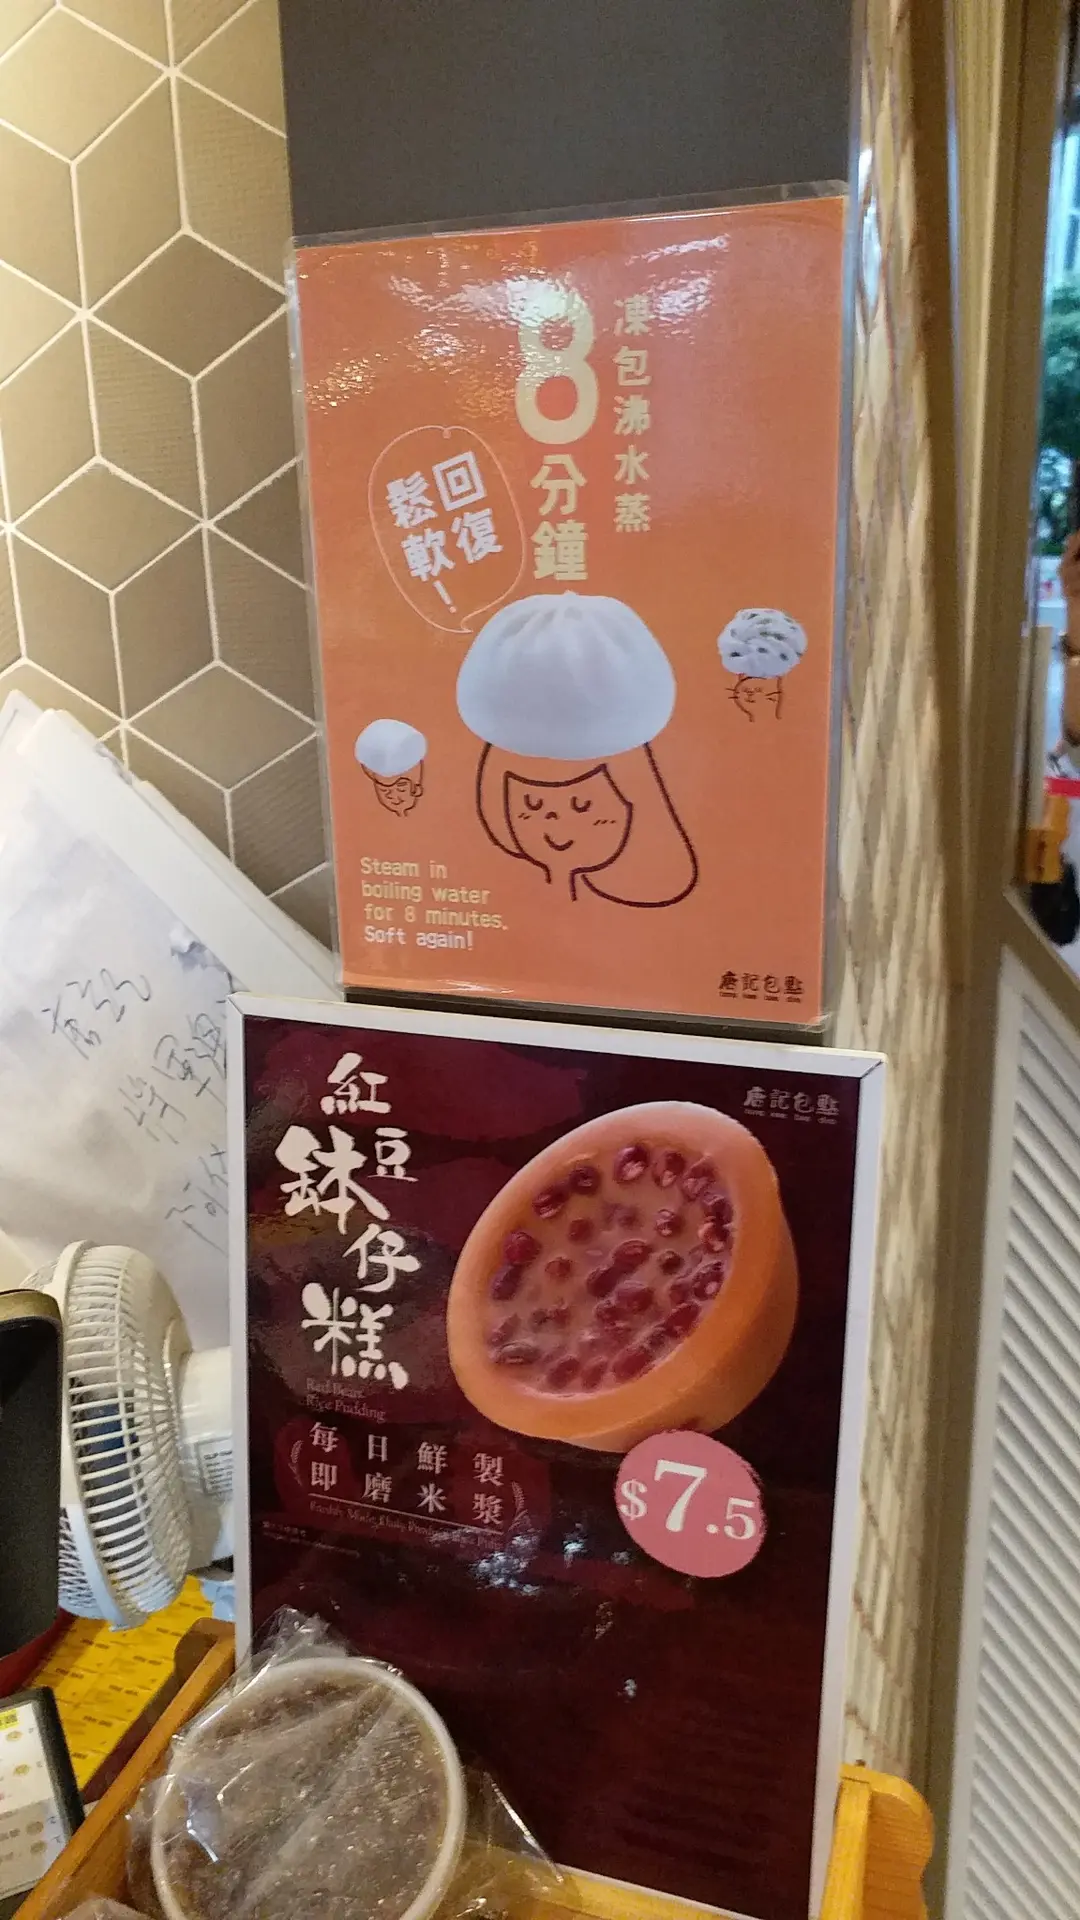 凍包沸水蒸
8分鐘
回復
鬆軟！
Steam in
boiling water
for 8 minutes.
Soft again!
唐記包點
唐記包點
紅豆
鉢仔糕
Red Bean
Rice Pudding
每日鮮製
即磨米漿
$7.5